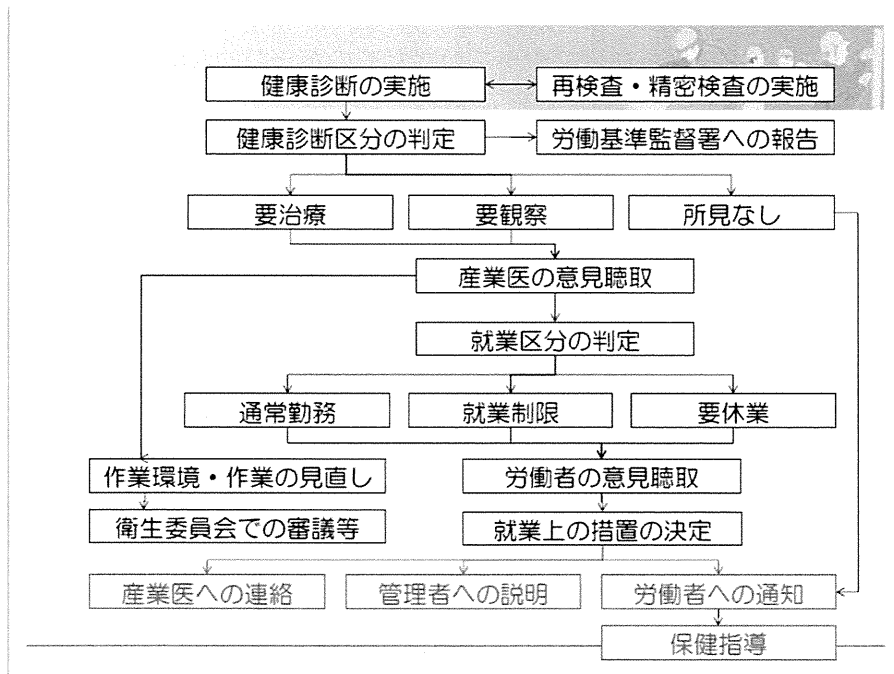 健康診断の実施
再検査・精密検査の実施
健康診断区分の判定
労働基準監督署への報告
要治療
要観察
所見なし
産業医の意見聴取
就業区分の判定
通常勤務
就業制限
要休業
作業環境・作業の見直し
労働者の意見聴取
衛生委員会での審議等
就業上の措置の決定
産業医への連絡
管理者への説明
労働者への通知
保健指導